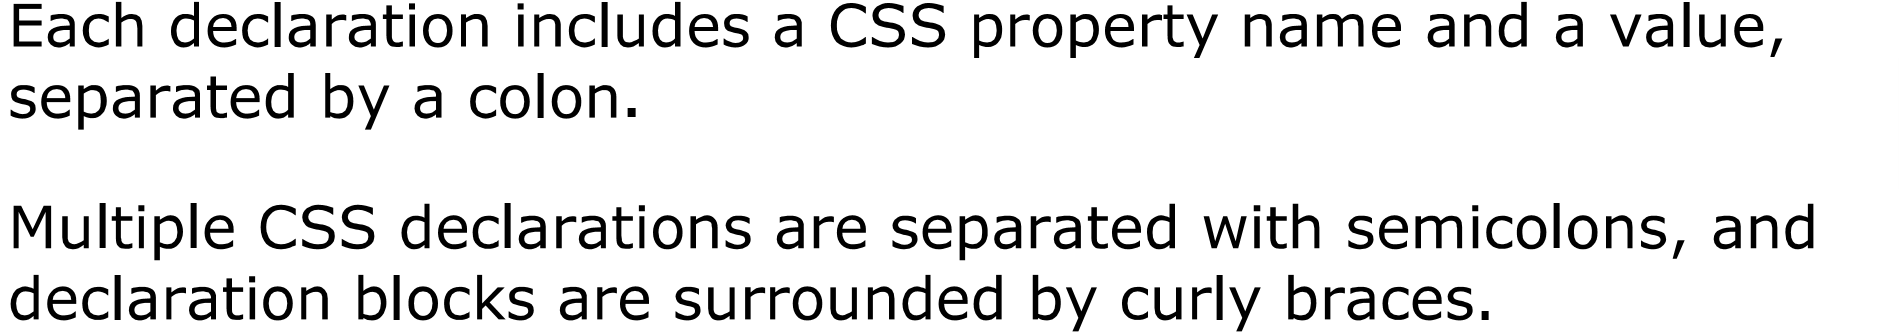 Each declaration includes a CSS property name and a value,
separated by a colon.
Multiple CSS declarations are separated with semicolons, and
declaration blocks are surrounded by curly braces.